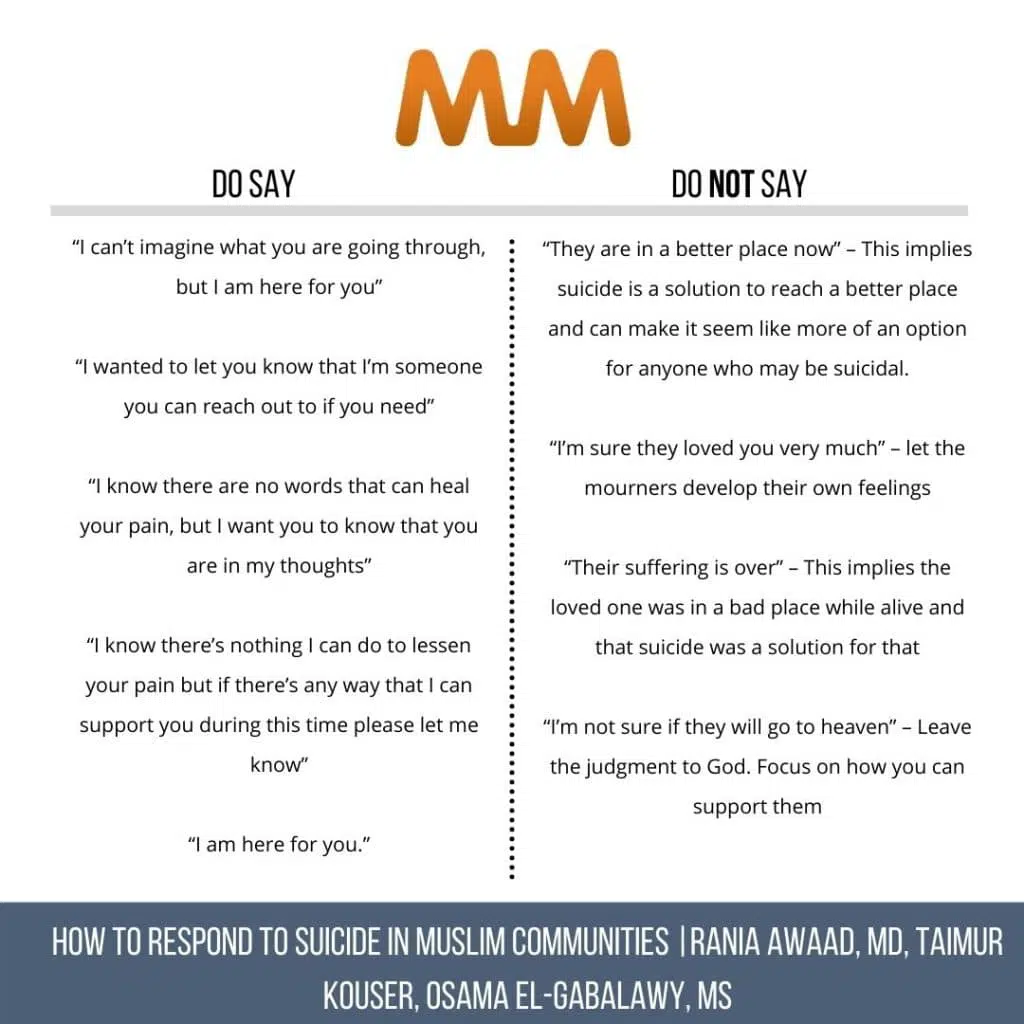 MM
DO SAY
“I can’t imagine what you are going through,
but I am here for you”
“I wanted to let you know that I’m someone
you can reach out to if you need”
“I know there are no words that can heal
your pain, but I want you to know that you
are in my thoughts”
“I know there’s nothing I can do to lessen
your pain but if there’s any way that I can
support you during this time please let me
know”
“I am here for you.”
DO NOT SAY
“They are in a better place now” – This implies
suicide is a solution to reach a better place
and can make it seem like more of an option
for anyone who may be suicidal.
“I’m sure they loved you very much” – let the
mourners develop their own feelings
“Their suffering is over” – This implies the
loved one was in a bad place while alive and
that suicide was a solution for that
“I’m not sure if they will go to heaven” – Leave
the judgment to God. Focus on how you can
support them
HOW TO RESPOND TO SUICIDE IN MUSLIM COMMUNITIES | RANIA AWAAD, MD, TAIMUR
KOUSER, OSAMA EL-GABALAWY, MS